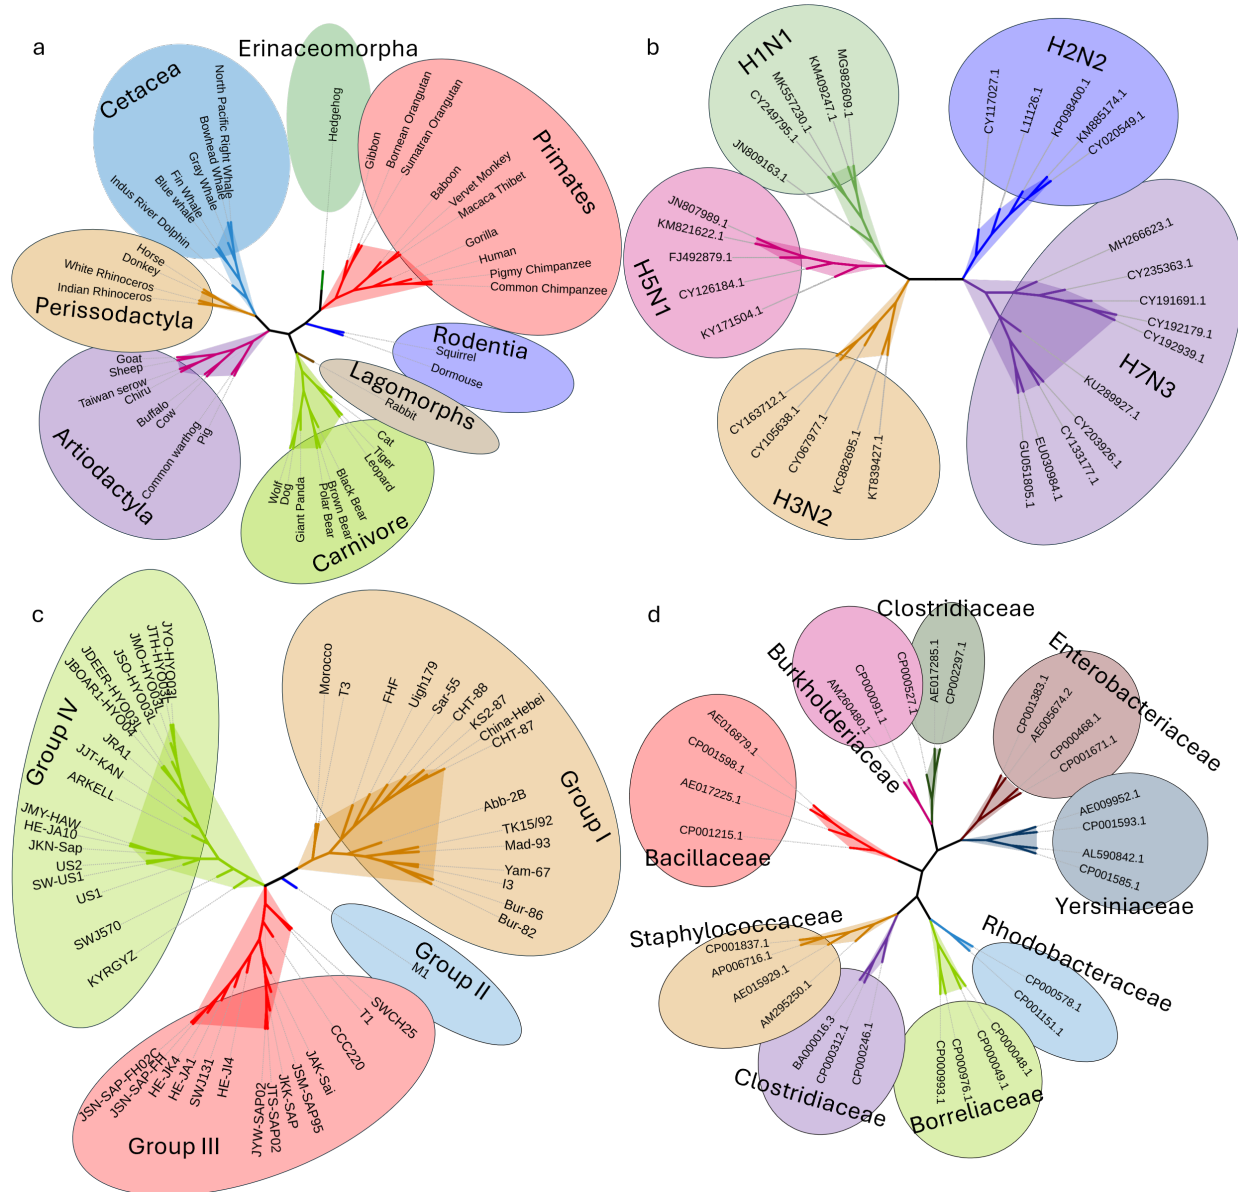 a
Erinaceomorpha
Hedgehog
Cetacea
North Pacific Right Whale
Bowhead Whale
Gray Whale
Fin Whale
Blue whale
Indus River Dolphin
Primates
Gibbon
Bornean Orangutan
Sumatran Orangutan
Baboon
Vervet Monkey
Macaca Thibet
Gorilla
Human
Pigmy Chimpanzee
Common Chimpanzee
Horse
Donkey
White Rhinoceros
Indian Rhinoceros
Perissodactyla
Rodentia
Squirrel
Dormouse
Lagomorphs
Rabbit
Goat
Sheep
Taiwan serow
Chiru
Buffalo
Cow
Common warthog
Pig
Artiodactyla
Cat
Tiger
Leopard
Black Bear
Brown Bear
Polar Bear
Giant Panda
Dog
Wolf
Carnivore
b
H1N1
MG982609.1
KM409247.1
MK557230.1
CY249795.1
JN809163.1
H2N2
CY117027.1
L11126.1
KP098400.1
KM885174.1
CY020549.1
JN807989.1
KM821622.1
FJ492879.1
CY126184.1
KY171504.1
H5N1
MH266623.1
CY235363.1
CY191691.1
CY192179.1
CY192939.1
H7N3
KU289927.1
CY203926.1
CY133177.1
EU030984.1
GU051805.1
CY163712.1
CY105638.1
CY067977.1
KC882695.1
KT839427.1
H3N2
c
Group IV
JYO-HYO03L
JTH-HYO03L
JMO-HYO03L
JSO-HYO03L
JDEER-HYO03L
JBOAR1-HYO04
JRA1
JJT-KAN
ARKELL
JMY-HAW
HE-JA10
JKN-Sap
US2
SW-US1
US1
SWJ570
KYRGYZ
Morocco
T3
FHF
Uigh179
Sar-55
CHT-88
KS2-87
China-Hebei
CHT-87
Group I
Abb-2B
TK15/92
Mad-93
Yam-67
I3
Bur-86
Bur-82
Group II
M1
SWCH25
T1
CCC220
JAK-Sai
JSM-SAP95
JKK-SAP
JTS-SAP02
JYW-SAP02
HE-JI4
SWJ131
HE-JA1
HE-JK4
JSN-SAP-FH
JSN-SAP-FH02C
Group III
d
Clostridiaceae
AE017285.1
CP002297.1
Burkholderiaceae
CP000527.1
CP000091.1
AM260480.1
Enterobacteriaceae
CP001383.1
AE005674.2
CP000468.1
CP001671.1
AE016879.1
CP001598.1
AE017225.1
CP001215.1
Bacillaceae
AE009952.1
CP001593.1
AL590842.1
CP001585.1
Yersiniaceae
Staphylococcaceae
CP001837.1
AP006716.1
AE015929.1
AM295250.1
Rhodobacteraceae
CP000578.1
CP001151.1
BA000016.3
CP000312.1
CP000246.1
Clostridiaceae
CP000048.1
CP000049.1
CP000976.1
CP000993.1
Borreliaceae